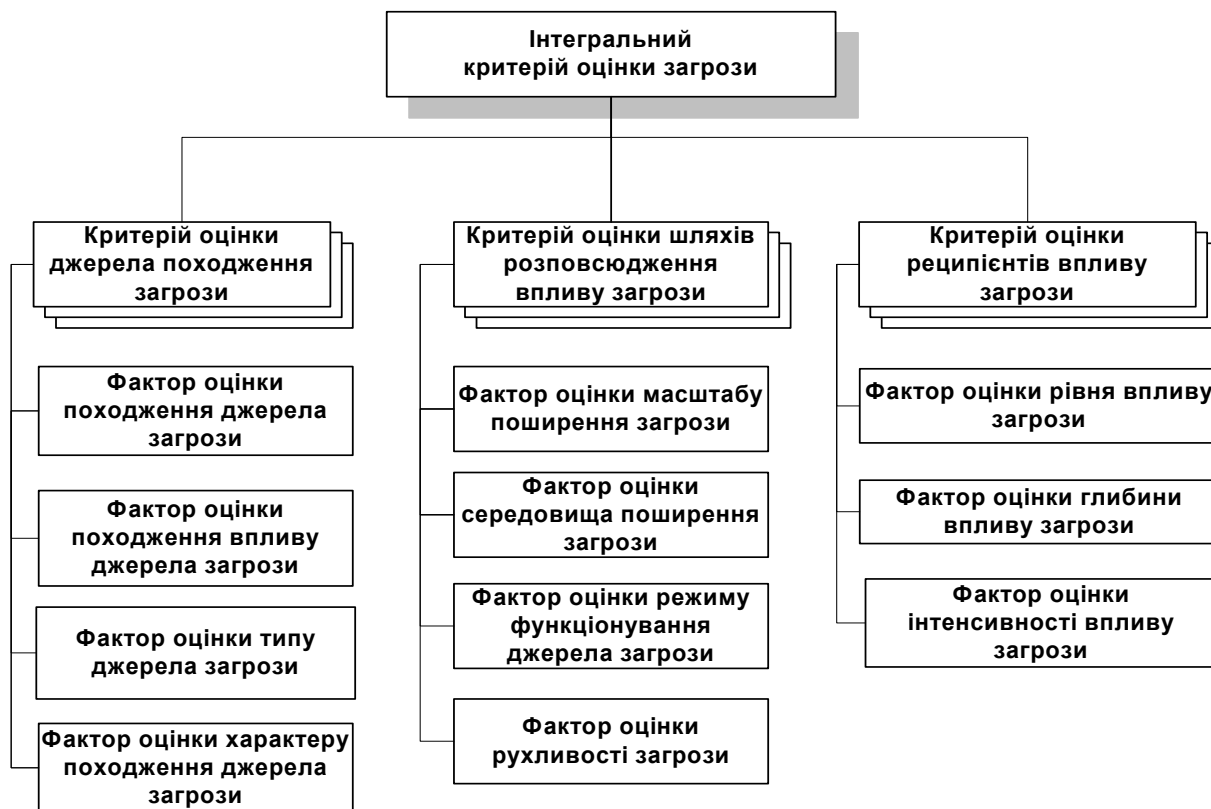 Інтегральний
критерій оцінки загрози
Критерій оцінки
джерела походження
загрози
Фактор оцінки
походження джерела
загрози
Фактор оцінки
походження впливу
джерела загрози
Фактор оцінки типу
джерела загрози
Фактор оцінки характеру
походження джерела
загрози
Критерій оцінки шляхів
розповсюдження
впливу загрози
Фактор оцінки масштабу
поширення загрози
Фактор оцінки
середовища поширення
загрози
Фактор оцінки режиму
функціонування
джерела загрози
Фактор оцінки
рухливості загрози
Критерій оцінки
реципієнтів впливу
загрози
Фактор оцінки рівня впливу
загрози
Фактор оцінки глибини
впливу загрози
Фактор оцінки
інтенсивності впливу
загрози